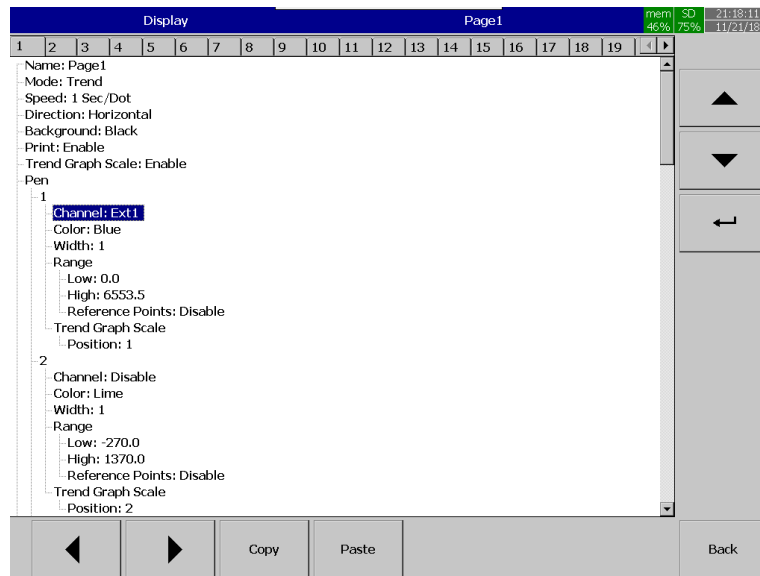 Display Page1 mem SD 21:18:11
46% 75% 11/21/18
1 2 3 4 5 6 7 8 9 10 11 12 13 14 15 16 17 18 19
Name: Page1
Mode: Trend
Speed: 1 Sec/Dot
Direction: Horizontal
Background: Black
Print: Enable
Trend Graph Scale: Enable
Pen
1
Channel: Ext1
Color: Blue
Width: 1
Range
Low: 0.0
High: 6553.5
Reference Points: Disable
Trend Graph Scale
Position: 1
2
Channel: Disable
Color: Lime
Width: 1
Range
Low: -270.0
High: 1370.0
Reference Points: Disable
Trend Graph Scale
Position: 2
Copy Paste Back